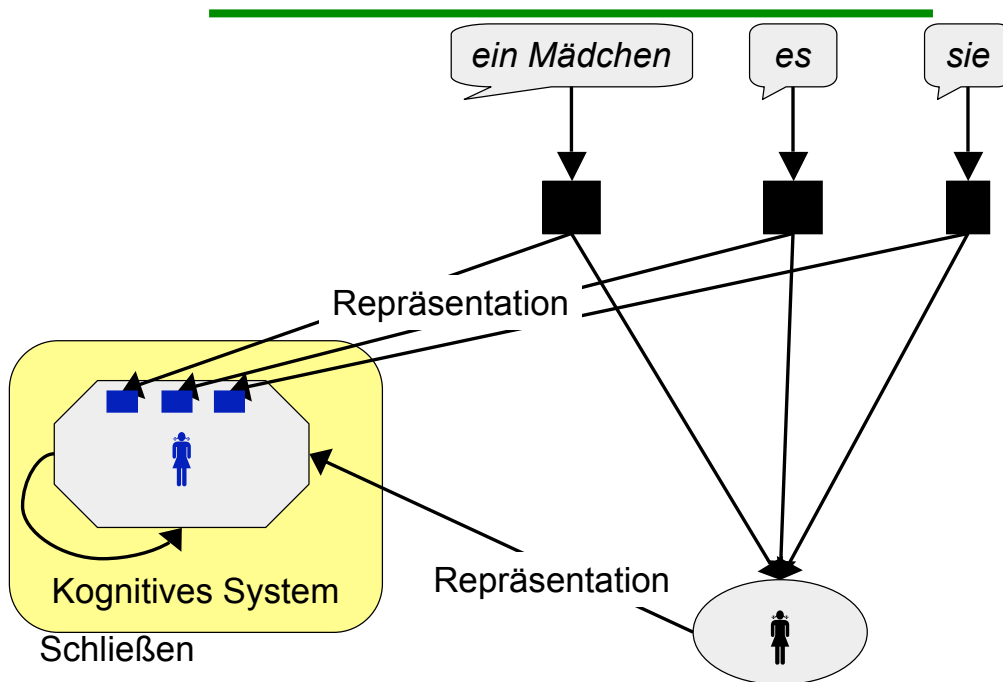 ein Mädchen es sie
Repräsentation
Repräsentation
Kognitives System
Schließen